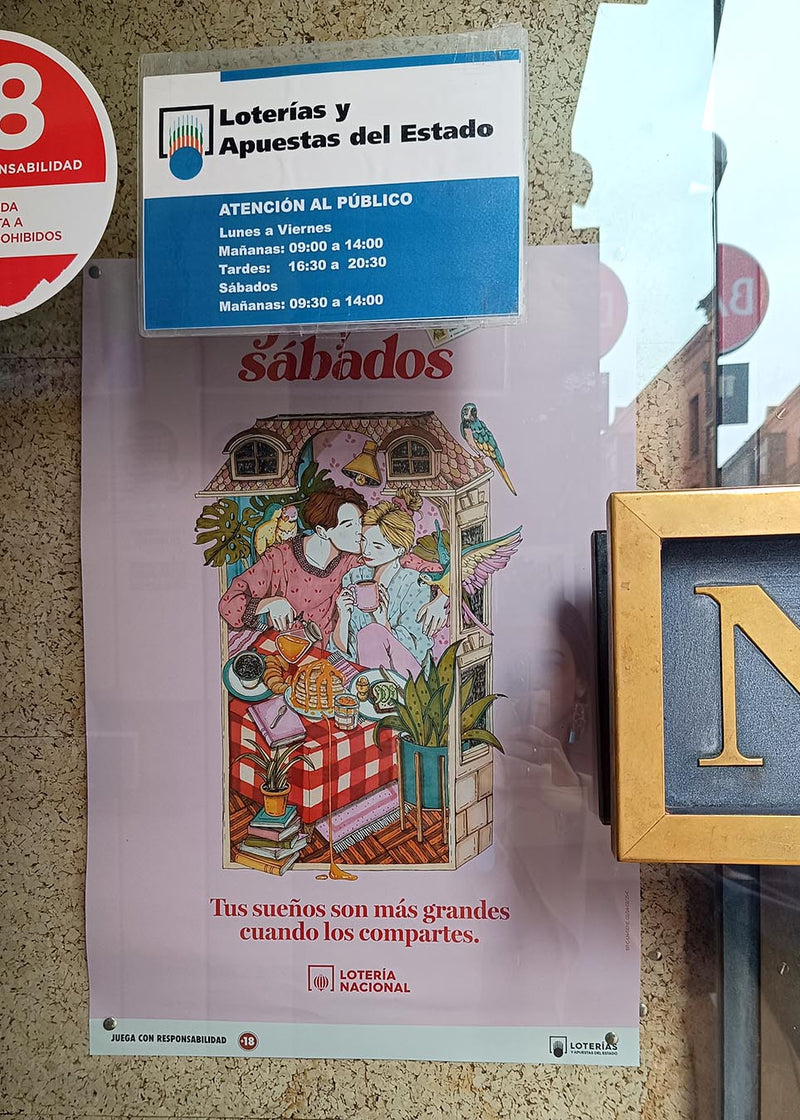 8
NSABILIDAD
DA
TA A
OHIBIDOS
Loterías y
Apuestas del Estado
ATENCIÓN AL PÚBLICO
Lunes a Viernes
Mañanas: 09:00 a 14:00
Tardes: 16:30 a 20:30
Sábados
Mañanas: 09:30 a 14:00
sábados
Tus sueños son más grandes
cuando los compartes.
LOTERÍA
NACIONAL
JUEGA CON RESPONSABILIDAD +18
LOTERÍAS
Y APUESTAS DEL ESTADO
N